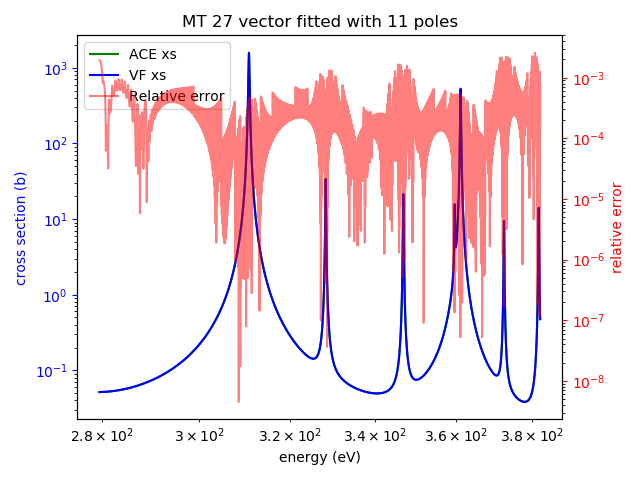 MT 27 vector fitted with 11 poles
ACE xs
VF xs
Relative error
cross section (b)
10³
10²
10¹
10⁰
10⁻¹
relative error
10⁻³
10⁻⁴
10⁻⁵
10⁻⁶
10⁻⁷
10⁻⁸
2.8 × 10² 3 × 10² 3.2 × 10² 3.4 × 10² 3.6 × 10² 3.8 × 10²
energy (eV)